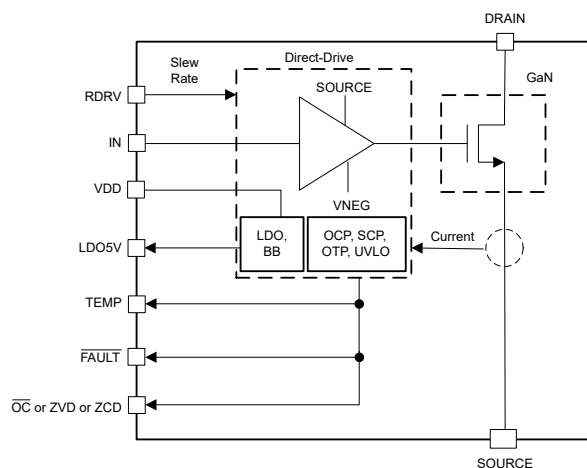 DRAIN
Slew
Rate
Direct-Drive
GaN
RDRV
SOURCE
IN
VDD
VNEG
LDO,
BB
OCP, SCP,
OTP, UVLO
Current
LDO5V
TEMP
FAULT
OC or ZVD or ZCD
SOURCE